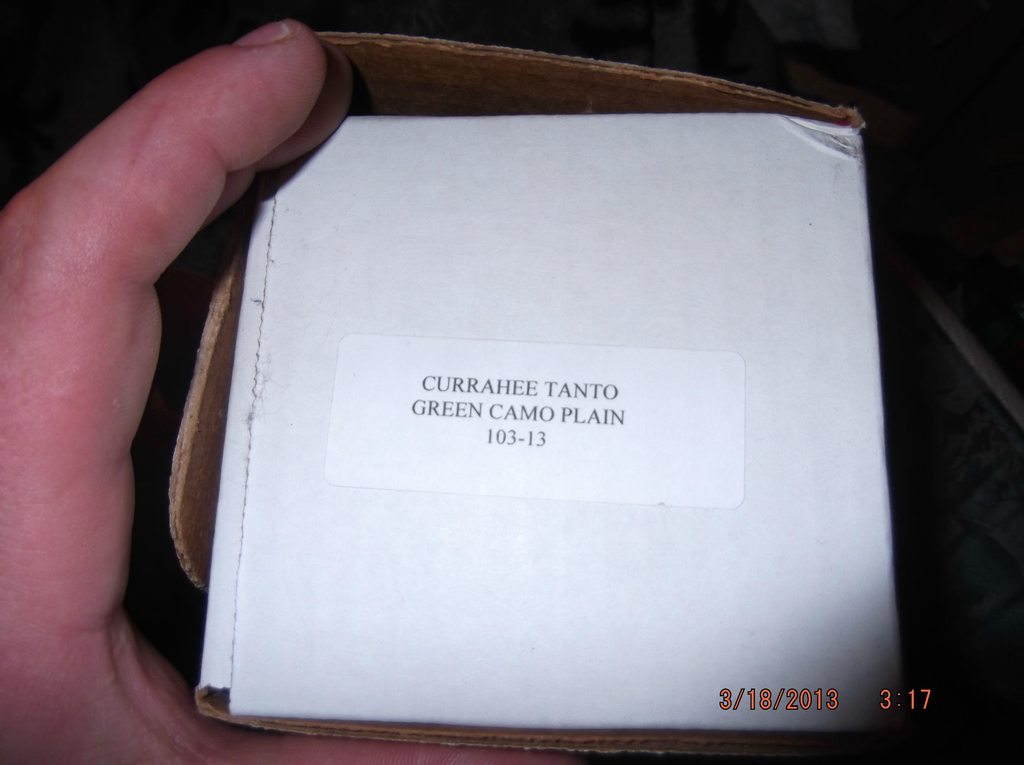 CURRAHEE TANTO
GREEN CAMO PLAIN
103-13
3/18/2013 3:17